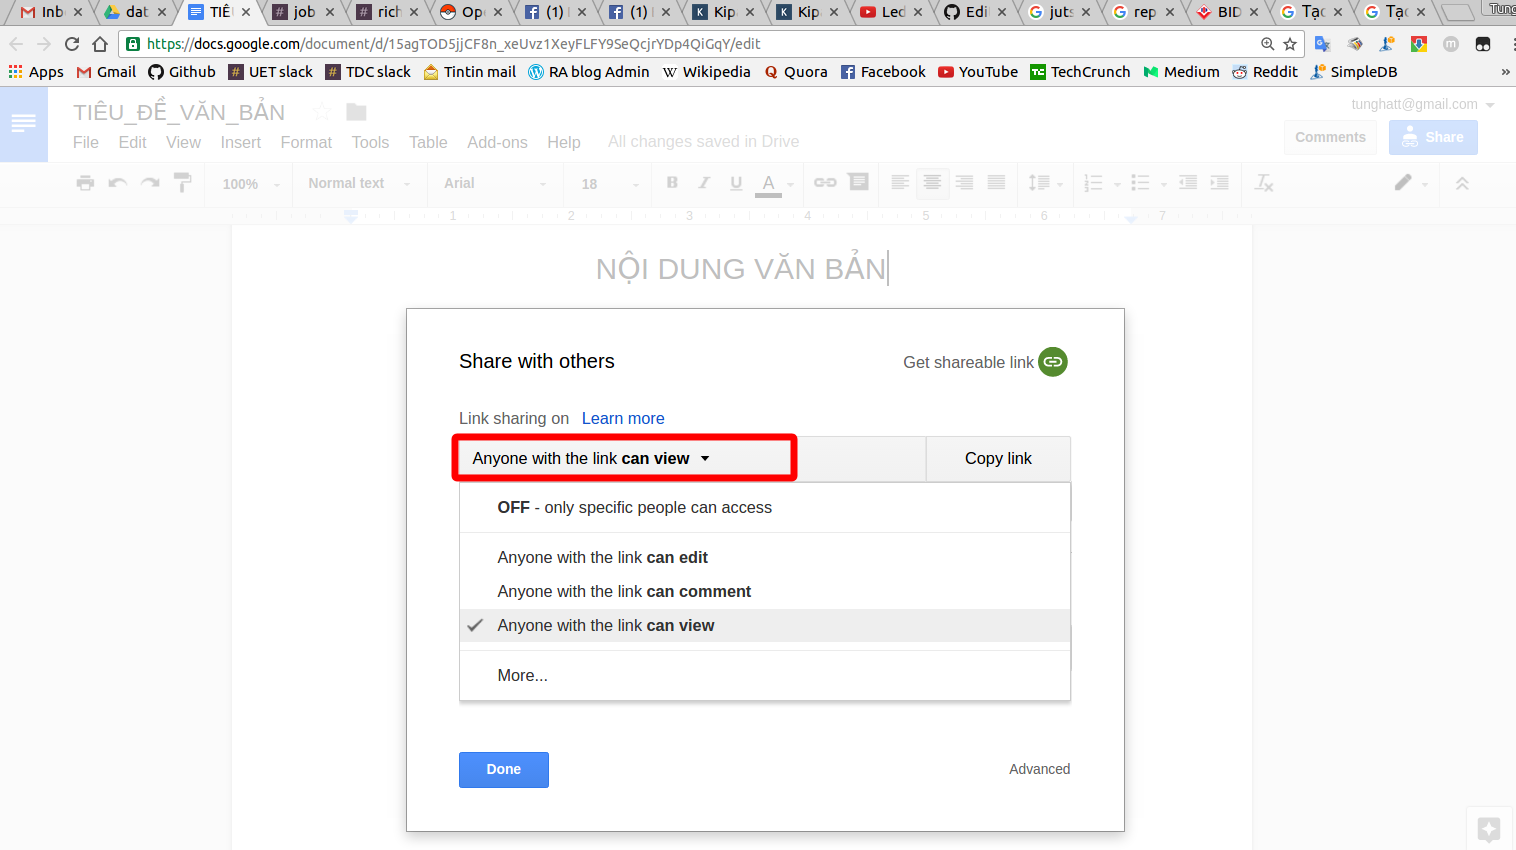 Inb dat TIÊU job rich Ope (1) (1) Kip Kip Led Edi juts rep BID Tạo Tạo Tung
https://docs.google.com/document/d/15agTOD5jjCF8n_xeUvz1XeyFLFY9SeQcjrYDp4QiGqY/edit
Apps Gmail Github UET slack TDC slack Tintin mail RA blog Admin Wikipedia Quora Facebook YouTube TechCrunch Medium Reddit SimpleDB »
TIÊU_ĐỀ_VĂN_BẢN tunghatt@gmail.com
File Edit View Insert Format Tools Table Add-ons Help All changes saved in Drive Comments Share
100% Normal text Arial 18 B I U A
1 2 3 4 5 6 7
NỘI DUNG VĂN BẢN
Share with others Get shareable link
Link sharing on Learn more
Anyone with the link can view Copy link
OFF - only specific people can access
Anyone with the link can edit
Anyone with the link can comment
Anyone with the link can view
More...
Done Advanced